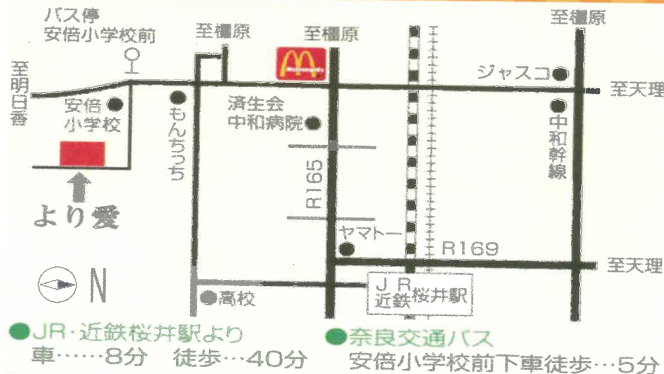 バス停
安倍小学校前
至橿原
至橿原
至橿原
至明日香
McDonald's
ジャスコ
至天理
安倍
小学校
もんちっち
済生会
中和病院
中和幹線
R165
より愛
ヤマトー
R169
至天理
N
JR
近鉄
桜井駅
高校
●JR・近鉄桜井駅より
車……8分 徒歩…40分
●奈良交通バス
安倍小学校前下車徒歩…5分